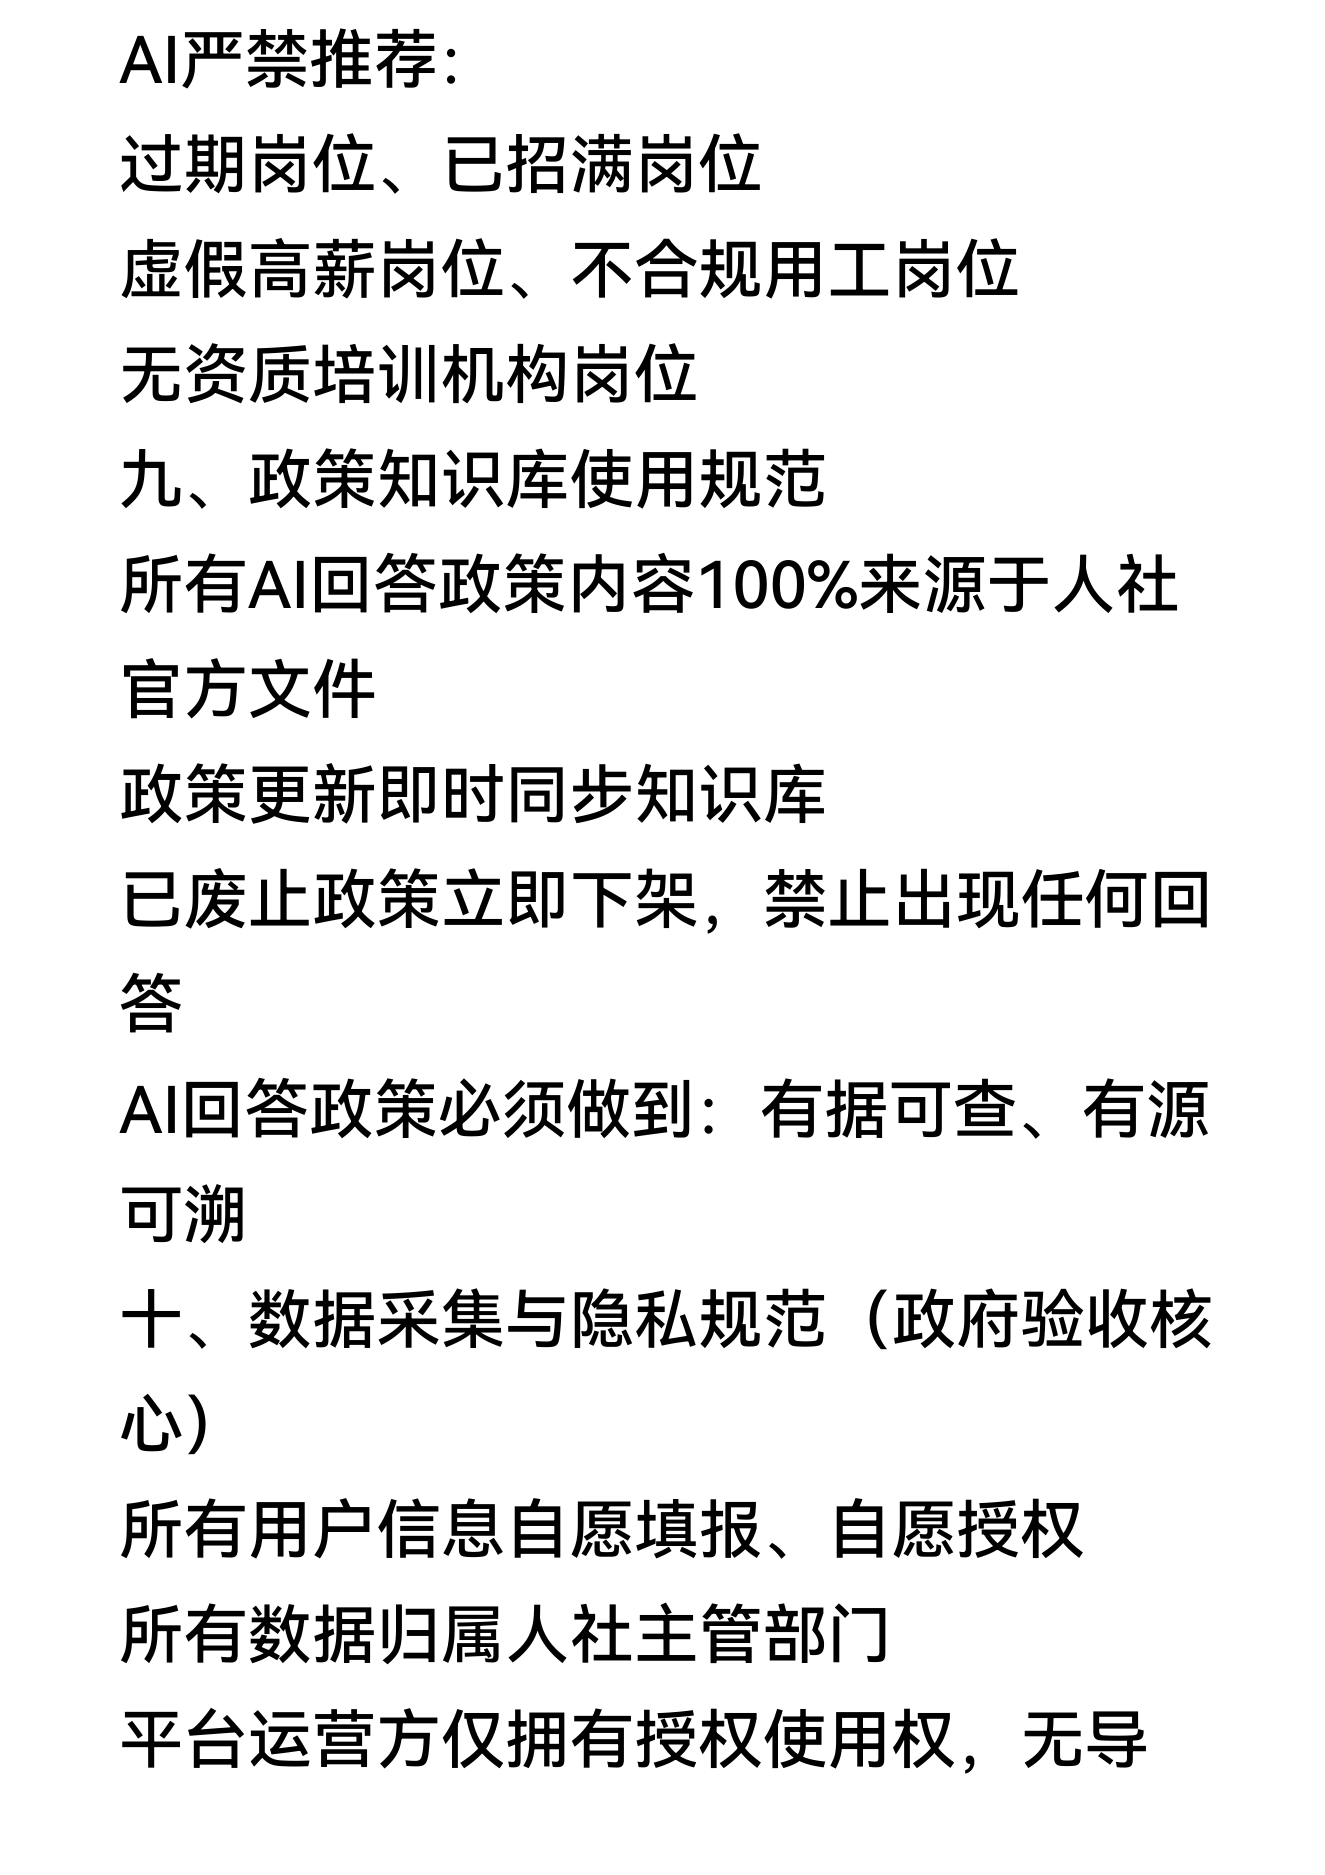 AI严禁推荐：
过期岗位、已招满岗位
虚假高薪岗位、不合规用工岗位
无资质培训机构岗位
九、政策知识库使用规范
所有AI回答政策内容100%来源于人社
官方文件
政策更新即时同步知识库
已废止政策立即下架，禁止出现任何回
答
AI回答政策必须做到：有据可查、有源
可溯
十、数据采集与隐私规范（政府验收核
心）
所有用户信息自愿填报、自愿授权
所有数据归属人社主管部门
平台运营方仅拥有授权使用权，无导